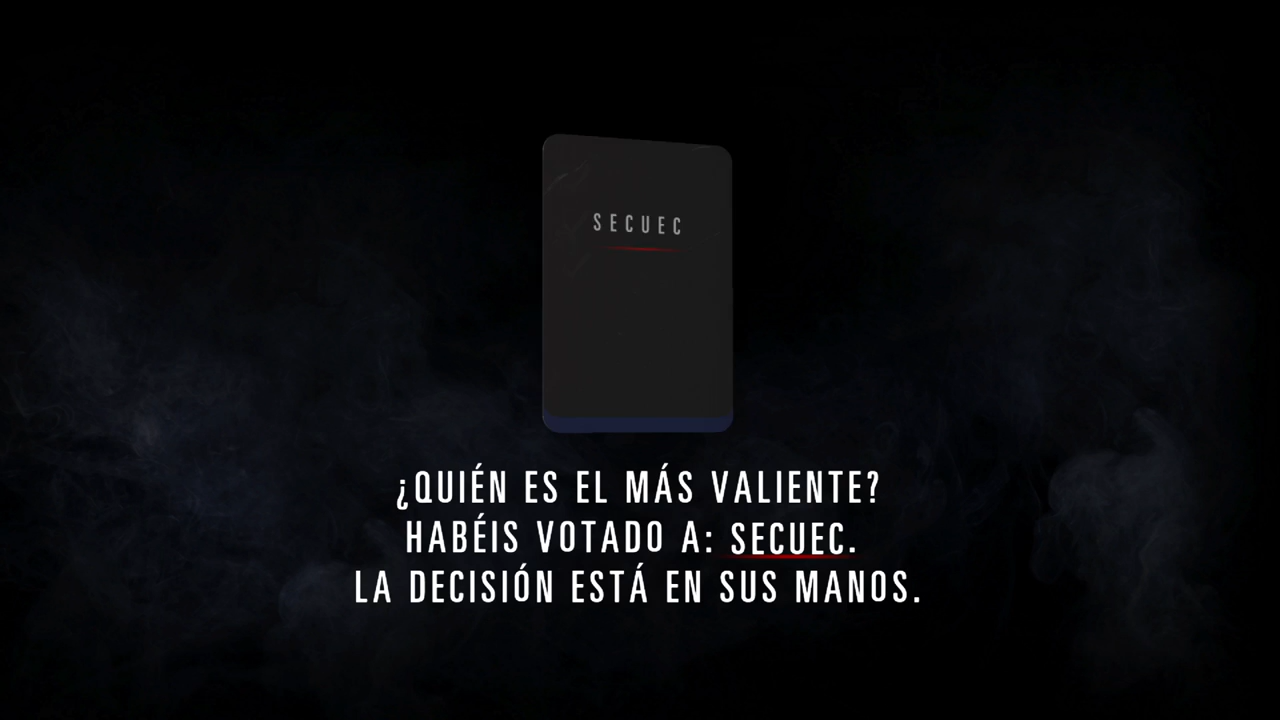 SECUEC
¿QUIÉN ES EL MÁS VALIENTE?
HABÉIS VOTADO A: SECUEC.
LA DECISIÓN ESTÁ EN SUS MANOS.